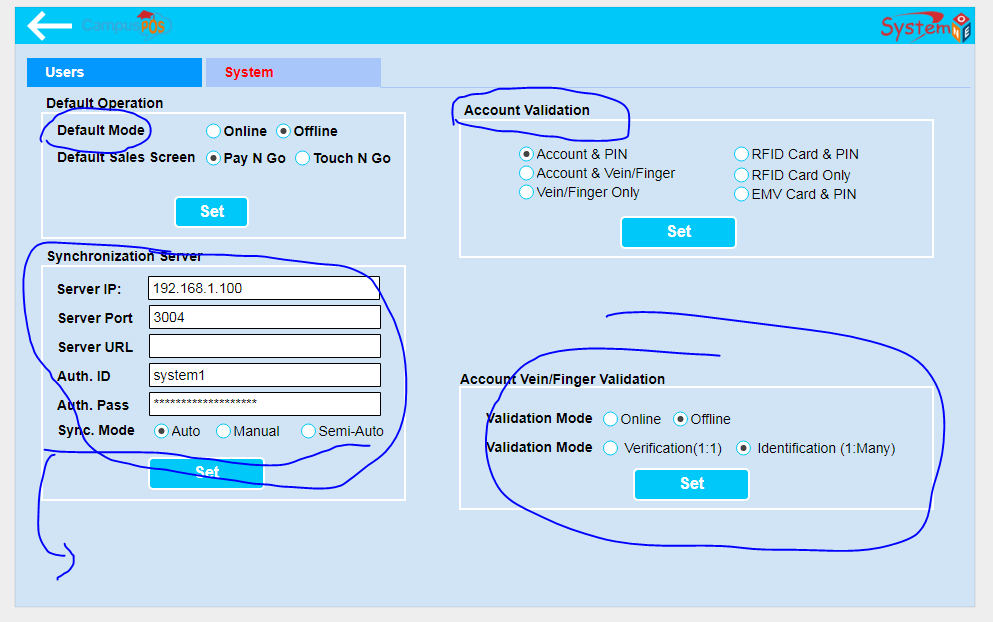 CampusPOS
SystemONE
Users
System
Default Operation
Default Mode Online Offline
Default Sales Screen Pay N Go Touch N Go
Set
Account Validation
Account & PIN RFID Card & PIN
Account & Vein/Finger RFID Card Only
Vein/Finger Only EMV Card & PIN
Set
Synchronization Server
Server IP: 192.168.1.100
Server Port 3004
Server URL
Auth. ID system1
Auth. Pass *******************
Sync. Mode Auto Manual Semi-Auto
Set
Account Vein/Finger Validation
Validation Mode Online Offline
Validation Mode Verification(1:1) Identification (1:Many)
Set